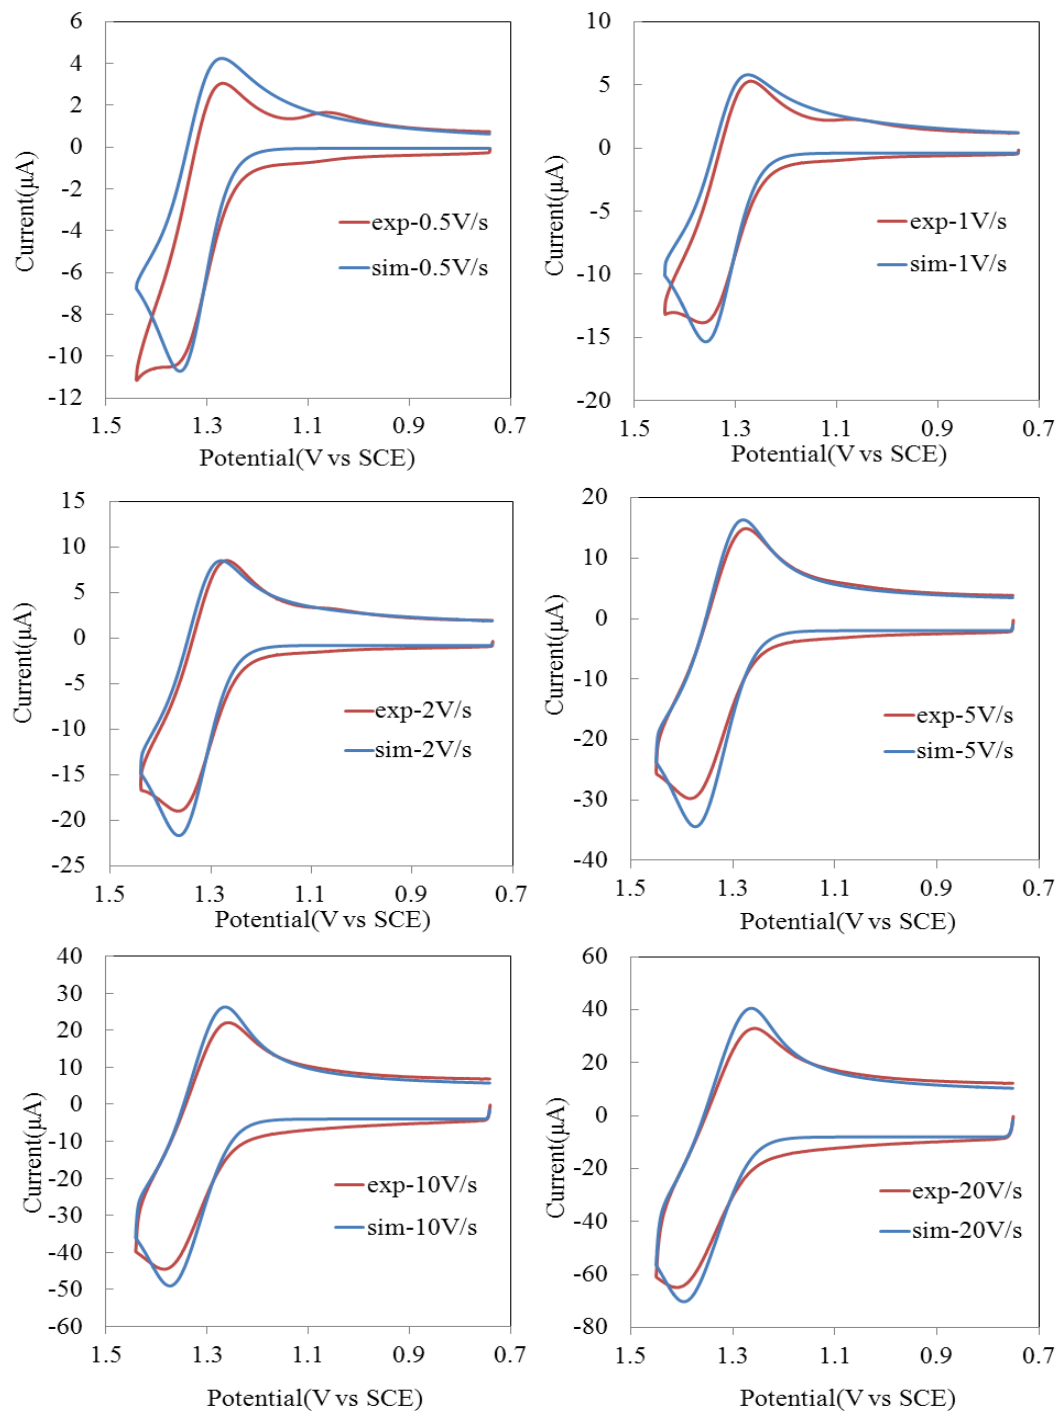 6
4
2
0
-2
-4
-6
-8
-10
-12
Current(μA)
exp-0.5V/s
sim-0.5V/s
1.5 1.3 1.1 0.9 0.7
Potential(V vs SCE)
10
5
0
-5
-10
-15
-20
Current(μA)
exp-1V/s
sim-1V/s
1.5 1.3 1.1 0.9 0.7
Potential(V vs SCE)
15
10
5
0
-5
-10
-15
-20
-25
Current(μA)
exp-2V/s
sim-2V/s
1.5 1.3 1.1 0.9 0.7
Potential(V vs SCE)
20
10
0
-10
-20
-30
-40
Current(μA)
exp-5V/s
sim-5V/s
1.5 1.3 1.1 0.9 0.7
Potential(V vs SCE)
40
30
20
10
0
-10
-20
-30
-40
-50
-60
Current(μA)
exp-10V/s
sim-10V/s
1.5 1.3 1.1 0.9 0.7
Potential(V vs SCE)
60
40
20
0
-20
-40
-60
-80
Current(μA)
exp-20V/s
sim-20V/s
1.5 1.3 1.1 0.9 0.7
Potential(V vs SCE)